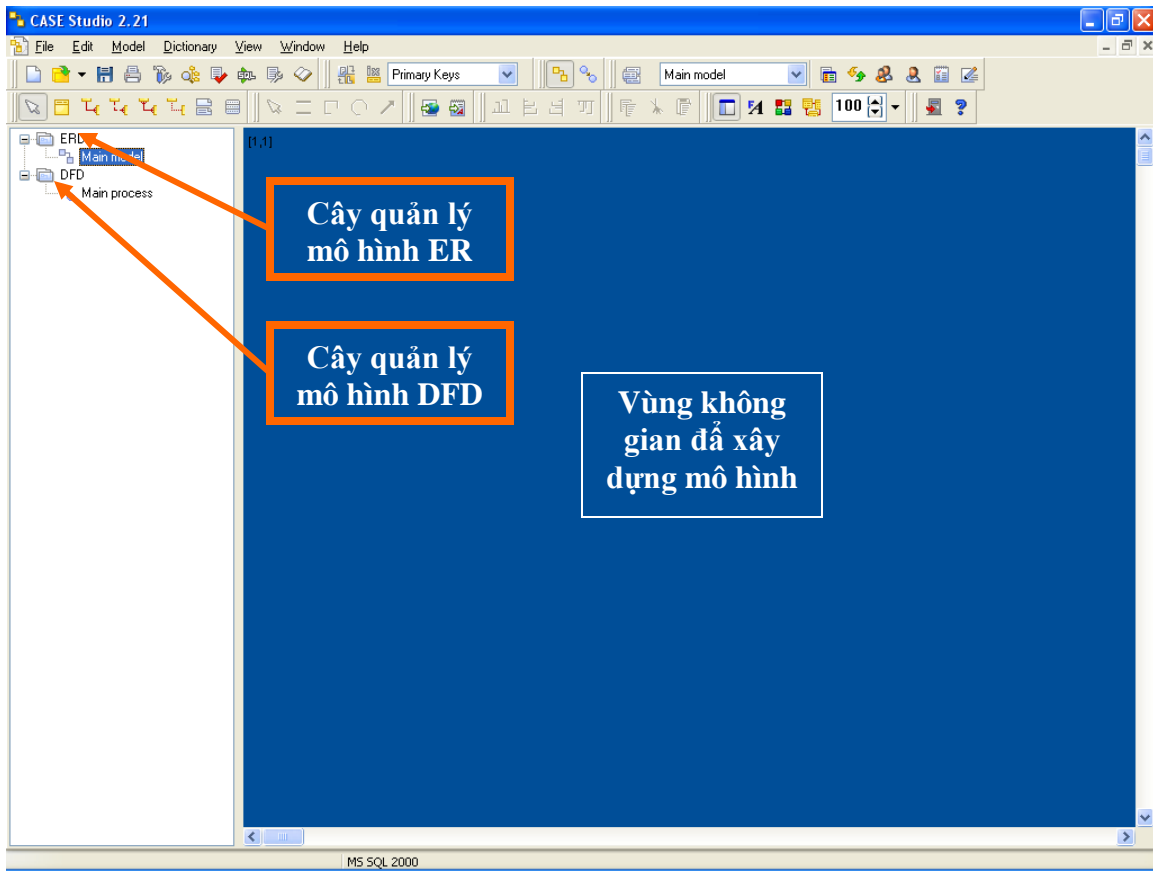 CASE Studio 2.21
File Edit Model Dictionary View Window Help
Primary Keys Main model
100
ERD
[1,1]
Main model
DFD
Main process
Cây quản lý
mô hình ER
Cây quản lý
mô hình DFD
Vùng không
gian đẩ xây
dựng mô hình
MS SQL 2000